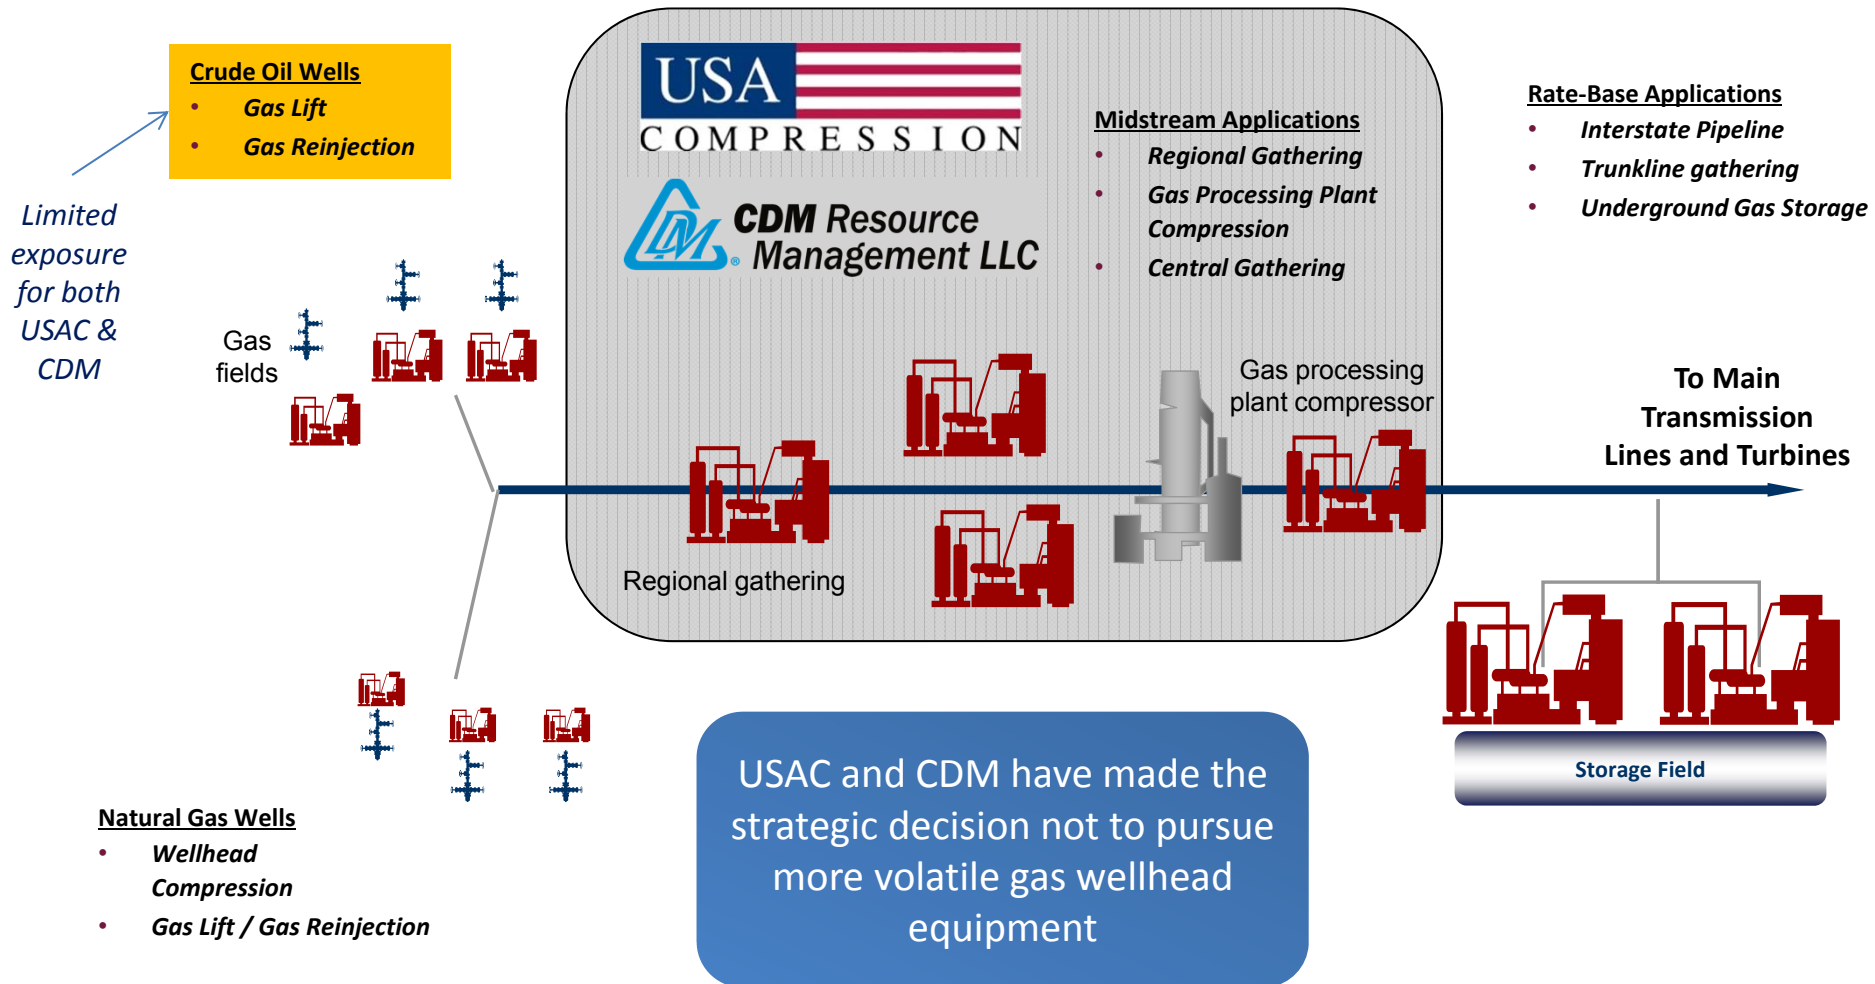 Crude Oil Wells
• Gas Lift
• Gas Reinjection
Limited
exposure
for both
USAC &
CDM
USA
COMPRESSION
CDM
CDM Resource
Management LLC
®
Midstream Applications
• Regional Gathering
• Gas Processing Plant
Compression
• Central Gathering
Rate-Base Applications
• Interstate Pipeline
• Trunkline gathering
• Underground Gas Storage
Gas
fields
Gas processing
plant compressor
To Main
Transmission
Lines and Turbines
Regional gathering
Storage Field
Natural Gas Wells
• Wellhead
Compression
• Gas Lift / Gas Reinjection
USAC and CDM have made the
strategic decision not to pursue
more volatile gas wellhead
equipment